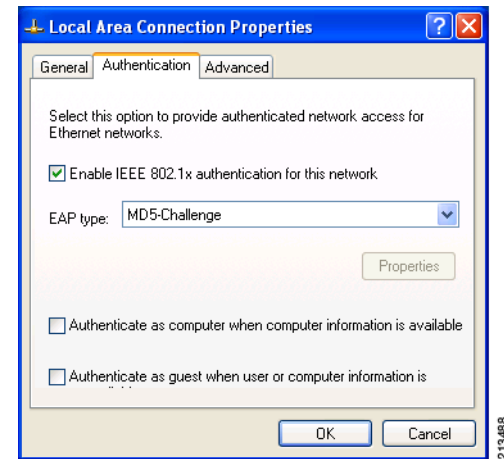 Local Area Connection Properties
General Authentication Advanced
Select this option to provide authenticated network access for
Ethernet networks.
Enable IEEE 802.1x authentication for this network
EAP type: MD5-Challenge
Properties
Authenticate as computer when computer information is available
Authenticate as guest when user or computer information is
OK Cancel
213488